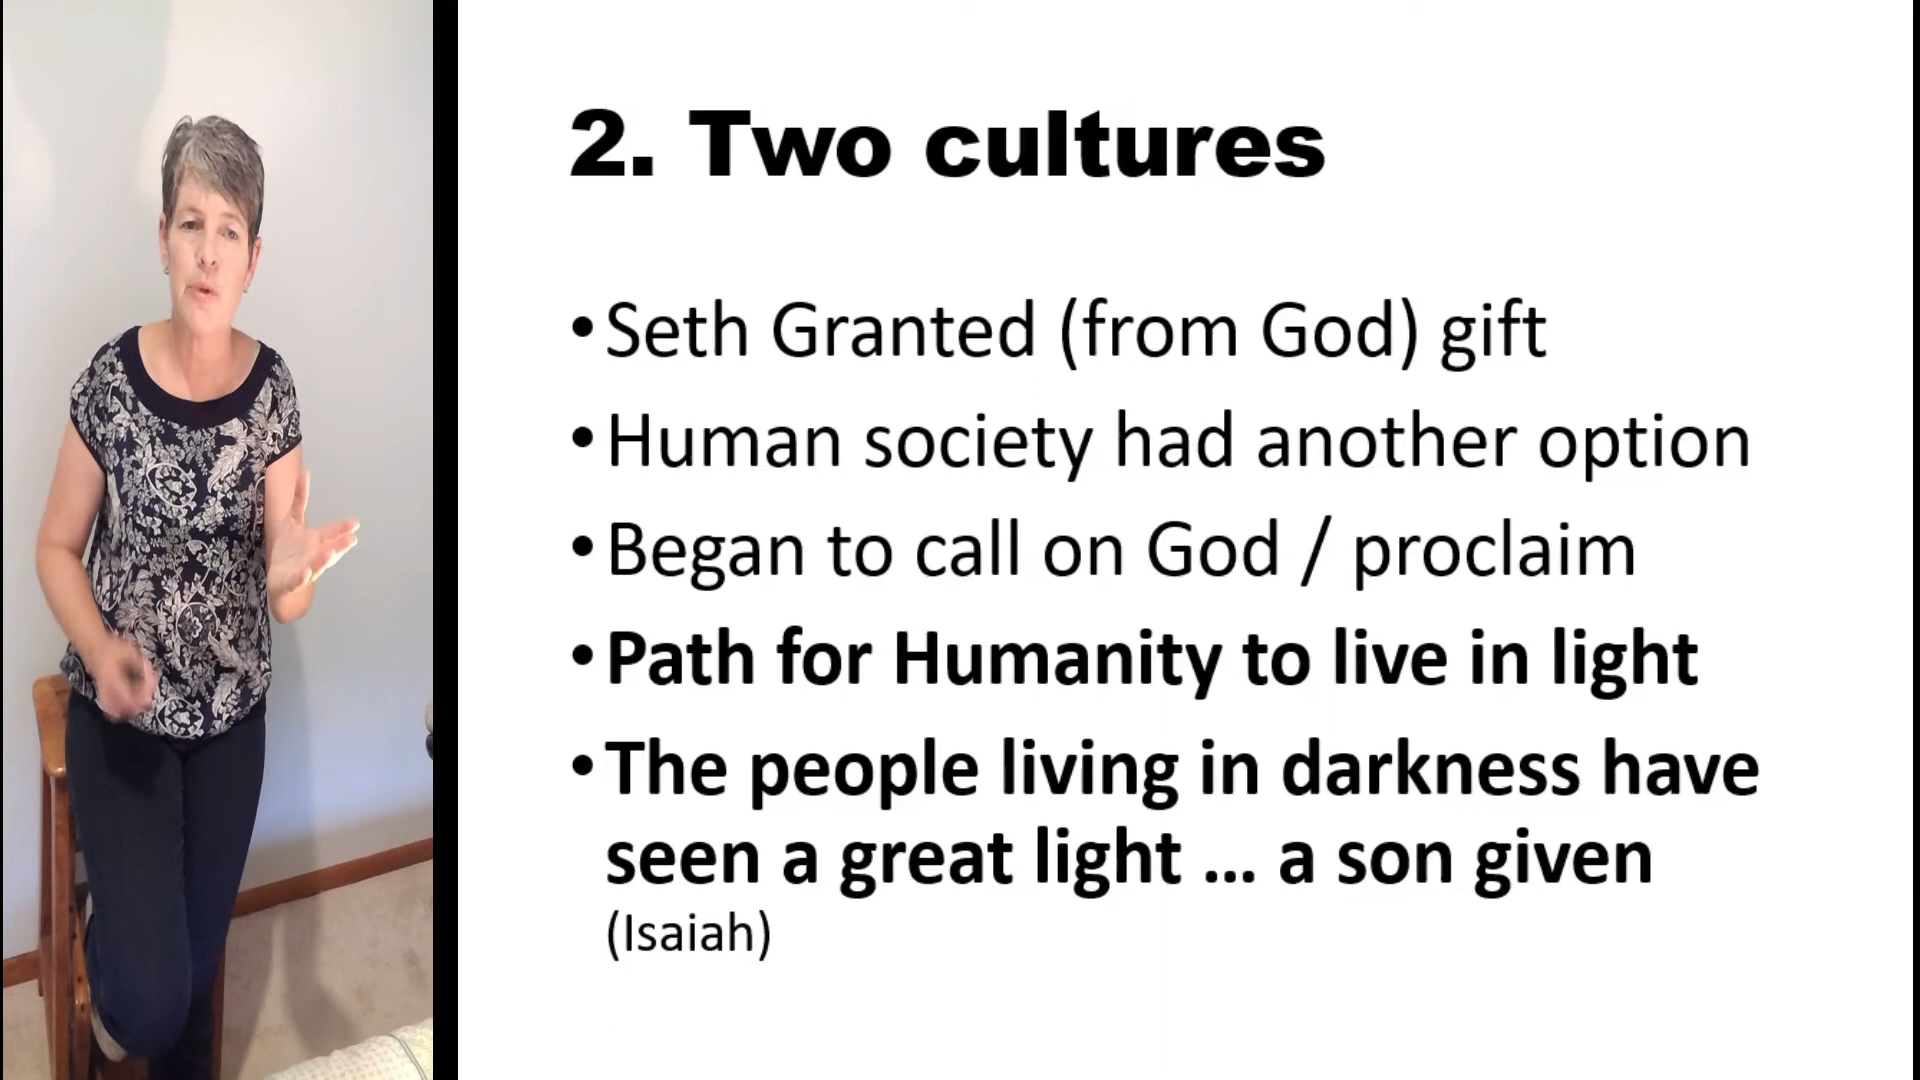 2. Two cultures
•Seth Granted (from God) gift
•Human society had another option
•Began to call on God / proclaim
•Path for Humanity to live in light
•The people living in darkness have
seen a great light ... a son given
(Isaiah)